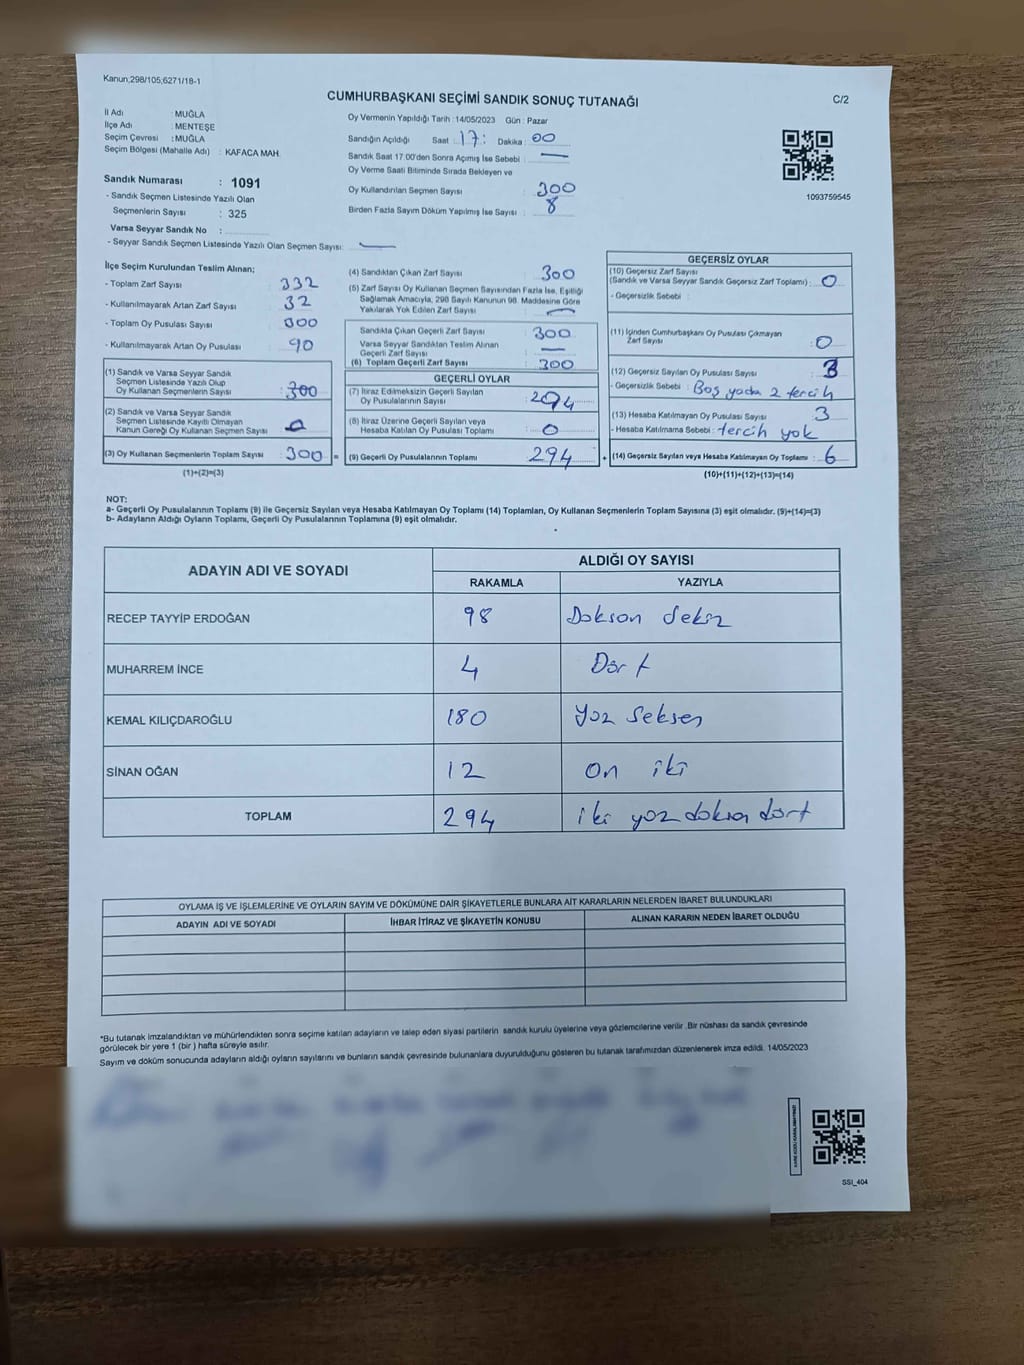 Kanun;298/105;6271/18-1
CUMHURBAŞKANI SEÇİMİ SANDIK SONUÇ TUTANAĞI
C/2
İl Adı : MUĞLA
İlçe Adı : MENTEŞE
Seçim Çevresi : MUĞLA
Seçim Bölgesi (Mahalle Adı) : KAFACA MAH.
Sandık Numarası : 1091
- Sandık Seçmen Listesinde Yazılı Olan
Seçmenlerin Sayısı : 325
Varsa Seyyar Sandık No :
- Seyyar Sandık Seçmen Listesinde Yazılı Olan Seçmen Sayısı: —
Oy Vermenin Yapıldığı Tarih : 14/05/2023 Gün : Pazar
Sandığın Açıldığı Saat : 17: Dakika : 00
Sandık Saat 17:00'den Sonra Açımış İse Sebebi : —
Oy Verme Saati Bitiminde Sırada Bekleyen ve
Oy Kullandırılan Seçmen Sayısı : 300
Birden Fazla Sayım Döküm Yapılmış İse Sayısı : 8
1093759545
İlçe Seçim Kurulundan Teslim Alınan;
- Toplam Zarf Sayısı : 332
- Kullanılmayarak Artan Zarf Sayısı : 32
- Toplam Oy Pusulası Sayısı :
- Kullanılmayarak Artan Oy Pusulası : 90
(1) Sandık ve Varsa Seyyar Sandık
Seçmen Listesinde Yazılı Olup
Oy Kullanan Seçmenlerin Sayısı : 300
(2) Sandık ve Varsa Seyyar Sandık
Seçmen Listesinde Kayıtlı Olmayan
Kanun Gereği Oy Kullanan Seçmen Sayısı : 0
(3) Oy Kullanan Seçmenlerin Toplam Sayısı : 300
(1)+(2)=(3)
(4) Sandıktan Çıkan Zarf Sayısı : 300
(5) Zarf Sayısı Oy Kullanan Seçmen Sayısından Fazla İse, Eşitliği
Sağlamak Amacıyla, 298 Sayılı Kanunun 98. Maddesine Göre
Yakılarak Yok Edilen Zarf Sayısı : —
Sandıkta Çıkan Geçerli Zarf Sayısı : 300
Varsa Seyyar Sandıktan Teslim Alınan
Geçerli Zarf Sayısı : —
(6) Toplam Geçerli Zarf Sayısı : 300
GEÇERLİ OYLAR
(7) İtiraz Edilmeksizin Geçerli Sayılan
Oy Pusulalarının Sayısı : 294
(8) İtiraz Üzerine Geçerli Sayılan veya
Hesaba Katılan Oy Pusulası Toplamı : 0
= (9) Geçerli Oy Pusulalarının Toplamı : 294
GEÇERSİZ OYLAR
(10) Geçersiz Zarf Sayısı
(Sandık ve Varsa Seyyar Sandık Geçersiz Zarf Toplamı) : 0
- Geçersizlik Sebebi :
(11) İçinden Cumhurbaşkanı Oy Pusulası Çıkmayan
Zarf Sayısı : 0
(12) Geçersiz Sayılan Oy Pusulası Sayısı : 3
- Geçersizlik Sebebi : Boş yada 2 tercih
(13) Hesaba Katılmayan Oy Pusulası Sayısı : 3
- Hesaba Katılmama Sebebi : tercih yok
+ (14) Geçersiz Sayılan veya Hesaba Katılmayan Oy Toplamı : 6
(10)+(11)+(12)+(13)=(14)
NOT:
a- Geçerli Oy Pusulalarının Toplamı (9) ile Geçersiz Sayılan veya Hesaba Katılmayan Oy Toplamı (14) Toplamları, Oy Kullanan Seçmenlerin Toplam Sayısına (3) eşit olmalıdır. (9)+(14)=(3)
b- Adayların Aldığı Oyların Toplamı, Geçerli Oy Pusulalarının Toplamına (9) eşit olmalıdır.
ADAYIN ADI VE SOYADI
ALDIĞI OY SAYISI
RAKAMLA YAZIYLA
RECEP TAYYİP ERDOĞAN 98 Dokson Sekiz
MUHARREM İNCE 4 Dört
KEMAL KILIÇDAROĞLU 180 Yüz Seksen
SİNAN OĞAN 12 On iki
TOPLAM 294 iki yüz doksan dört
OYLAMA İŞ VE İŞLEMLERİNE VE OYLARIN SAYIM VE DÖKÜMÜNE DAİR ŞİKAYETLERLE BUNLARA AİT KARARLARIN NELERDEN İBARET BULUNDUKLARI
ADAYIN ADI VE SOYADI İHBAR İTİRAZ VE ŞİKAYETİN KONUSU ALINAN KARARIN NEDEN İBARET OLDUĞU
*Bu tutanak imzalandıktan ve mühürlendikten sonra seçime katılan adayların ve talep eden siyasi partilerin sandık kurulu üyelerine veya gözlemcilerine verilir. Bir nüshası da sandık çevresinde
görülecek bir yere 1 (bir ) hafta süreyle asılır.
Sayım ve döküm sonucunda adayların aldığı oyların sayılarını ve bunların sandık çevresinde bulunanlara duyurulduğunu gösteren bu tutanak tarafımızdan düzenlenerek imza edildi. 14/05/2023
SSI_404